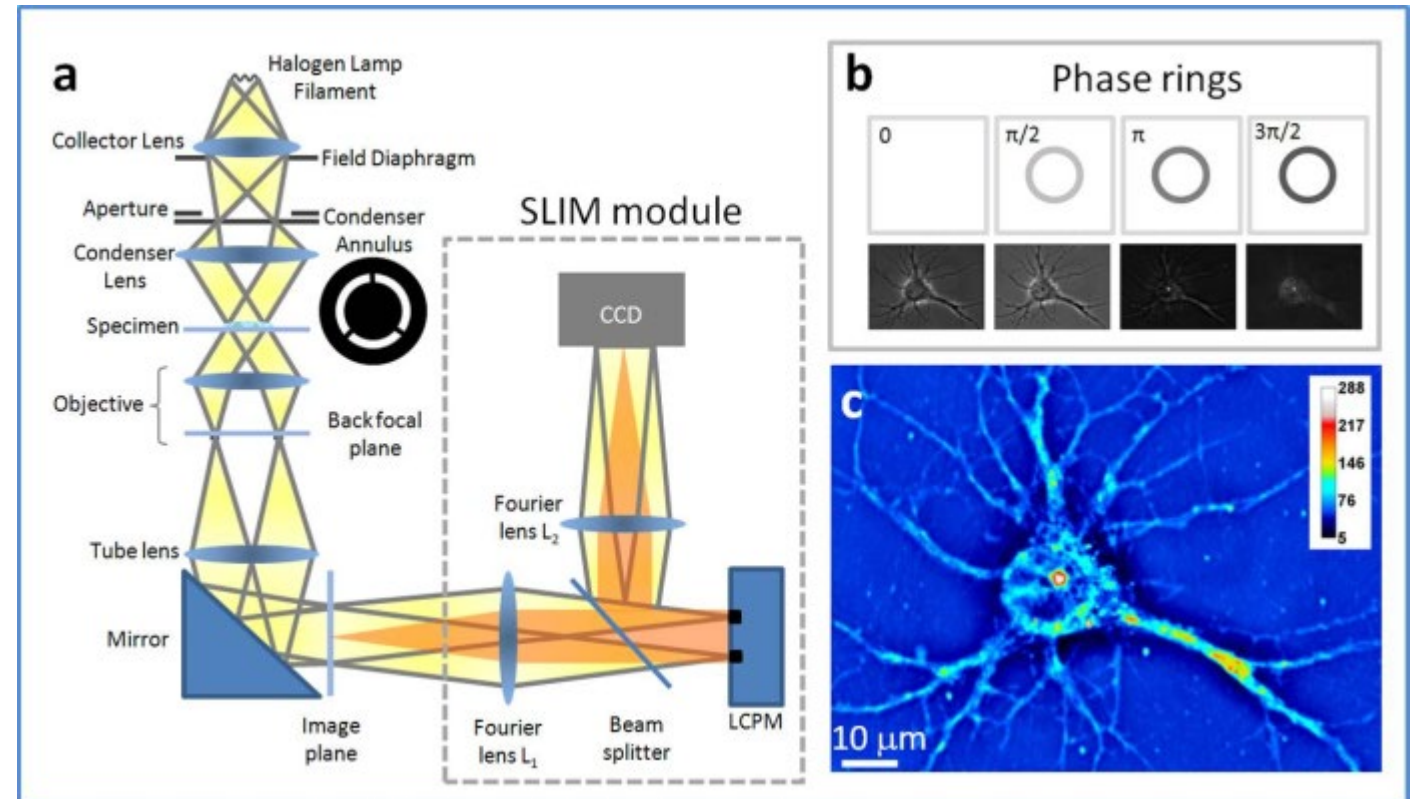 a
Halogen Lamp
Filament
Collector Lens
Field Diaphragm
Aperture
Condenser
Annulus
Condenser
Lens
Specimen
Objective
Back focal
plane
Tube lens
Mirror
Image
plane
SLIM module
CCD
Fourier
lens L₂
Fourier
lens L₁
Beam
splitter
LCPM
b
Phase rings
0
π/2
π
3π/2
c
288
217
146
76
5
10 μm